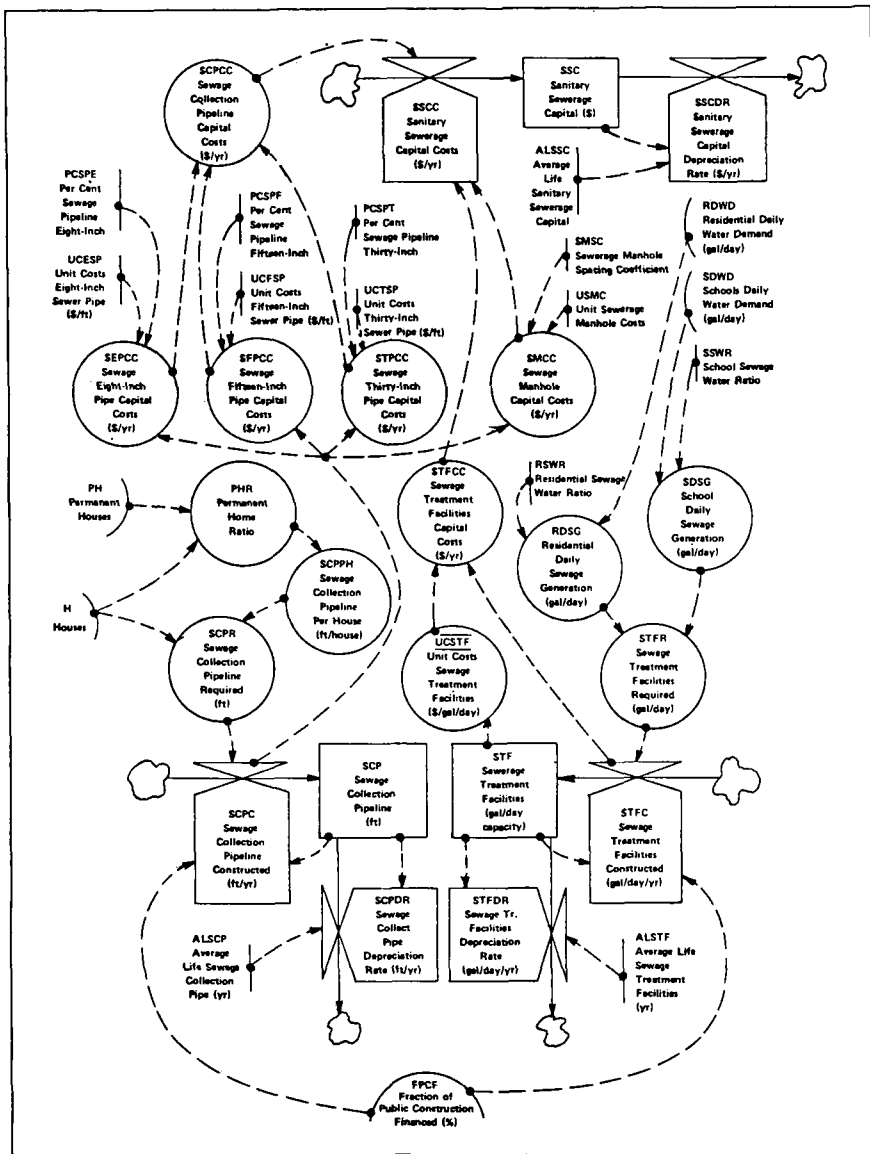 SCPCC
Sewage
Collection
Pipeline
Capital
Costs
($/yr)
SSCC
Sanitary
Sewerage
Capital Costs
($/yr)
SSC
Sanitary
Sewerage
Capital ($)
SSCDR
Sanitary
Sewerage
Capital
Depreciation
Rate ($/yr)
ALSSC
Average
Life
Sanitary
Sewerage
Capital
PCSPE
Per Cent
Sewage
Pipeline
Eight-Inch
PCSPF
Per Cent
Sewage
Pipeline
Fifteen-Inch
PCSPT
Per Cent
Sewage Pipeline
Thirty-Inch
RDWD
Residential Daily
Water Demand
(gal/day)
SMSC
Sewerage Manhole
Spacing Coefficient
UCESP
Unit Costs
Eight-Inch
Sewer Pipe
($/ft)
UCFSP
Unit Costs
Fifteen-Inch
Sewer Pipe ($/ft)
UCTSP
Unit Costs
Thirty-Inch
Sewer Pipe ($/ft)
USMC
Unit Sewerage
Manhole Costs
SDWD
Schools Daily
Water Demand
(gal/day)
SSWR
School Sewage
Water Ratio
SEPCC
Sewage
Eight-Inch
Pipe Capital
Costs
($/yr)
SFPCC
Sewage
Fifteen-Inch
Pipe Capital
Costs
($/yr)
STPCC
Sewage
Thirty-Inch
Pipe Capital
Costs
($/yr)
SMCC
Sewage
Manhole
Capital Costs
($/yr)
PH
Permanent
Houses
PHR
Permanent
Home
Ratio
STFCC
Sewage
Treatment
Facilities
Capital
Costs
($/yr)
RSWR
Residential Sewage
Water Ratio
SDSG
School
Daily
Sewage
Generation
(gal/day)
RDSG
Residential
Daily
Sewage
Generation
(gal/day)
SCPPH
Sewage
Collection
Pipeline
Per House
(ft/house)
H
Houses
SCPR
Sewage
Collection
Pipeline
Required
(ft)
UCSTF
Unit Costs
Sewage
Treatment
Facilities
($/gal/day)
STFR
Sewage
Treatment
Facilities
Required
(gal/day)
SCPC
Sewage
Collection
Pipeline
Constructed
(ft/yr)
SCP
Sewage
Collection
Pipeline
(ft)
STF
Sewerage
Treatment
Facilities
(gal/day
capacity)
STFC
Sewage
Treatment
Facilities
Constructed
(gal/day/yr)
SCPDR
Sewage
Collect
Pipe
Depreciation
Rate (ft/yr)
STFDR
Sewage Tr.
Facilities
Depreciation
Rate
(gal/day/yr)
ALSCP
Average
Life Sewage
Collection
Pipe (yr)
ALSTF
Average Life
Sewage
Treatment
Facilities
(yr)
FPCF
Fraction of
Public Construction
Financed (%)